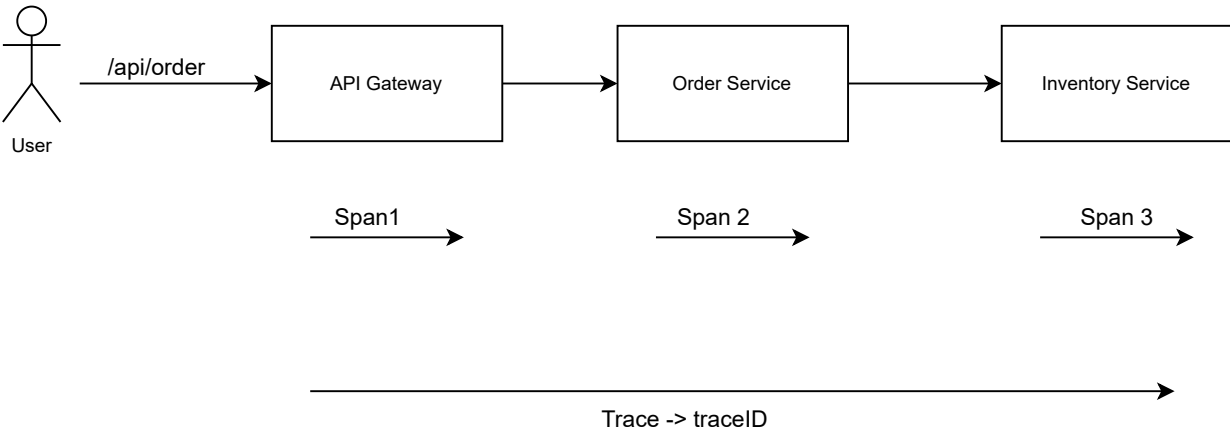 /api/order
API Gateway
Order Service
Inventory Service
User
Span1
Span 2
Span 3
Trace -> traceID